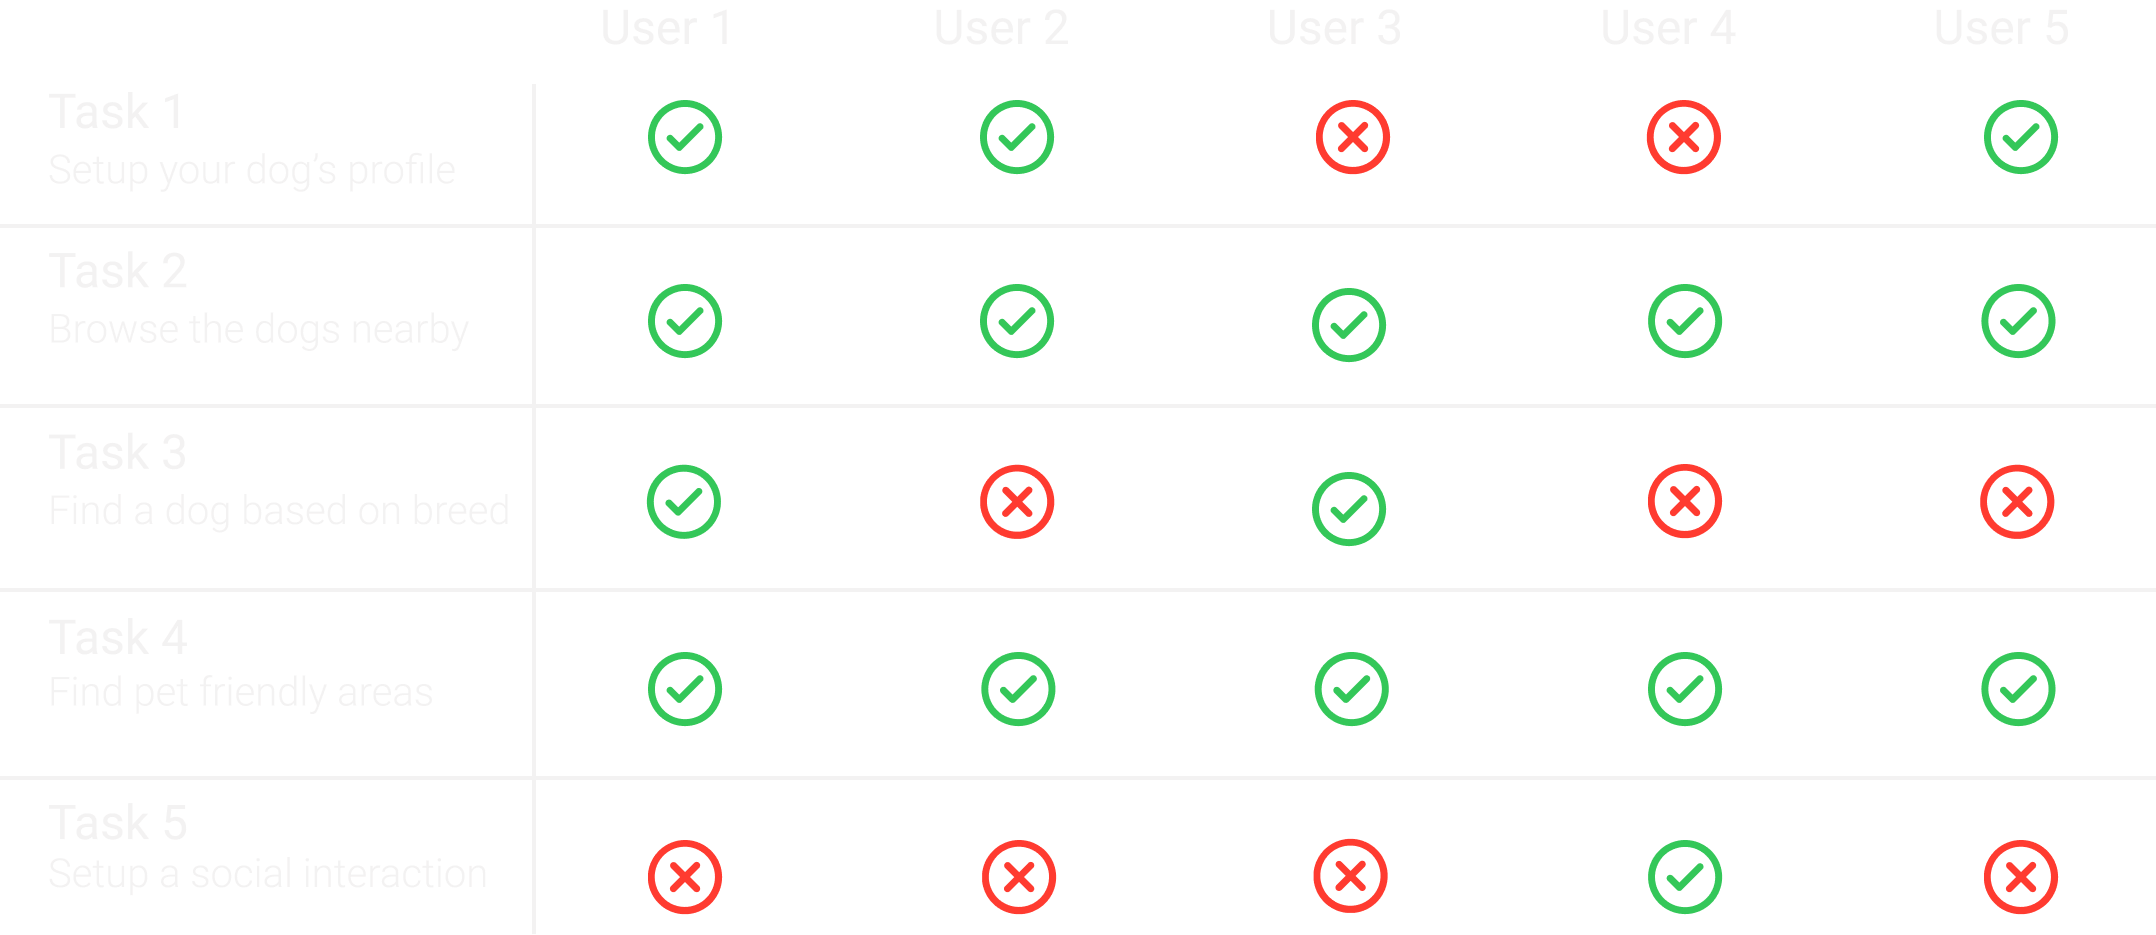 User 1 User 2 User 3 User 4 User 5
Task 1
Setup your dog’s profile
Task 2
Browse the dogs nearby
Task 3
Find a dog based on breed
Task 4
Find pet friendly areas
Task 5
Setup a social interaction